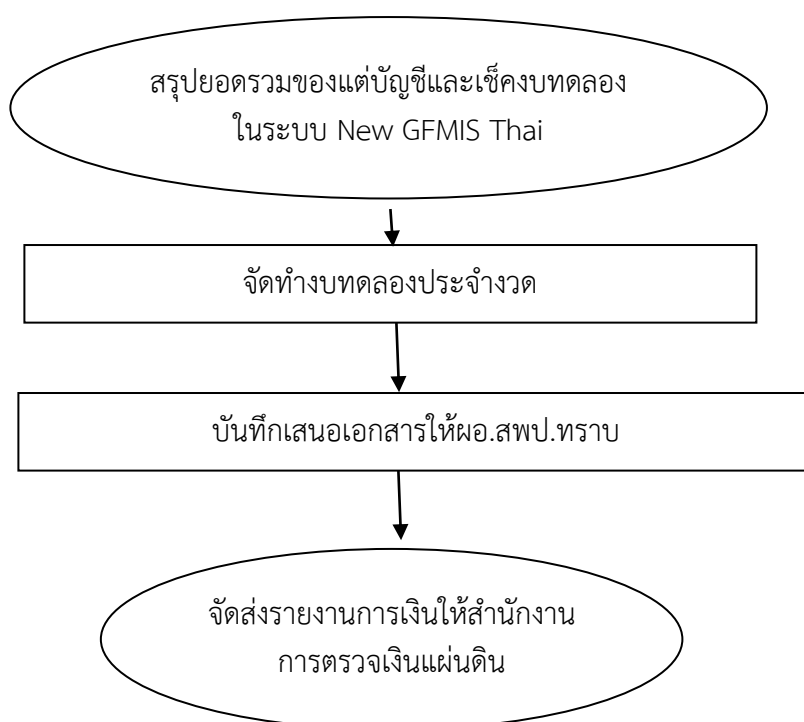 สรุปยอดรวมของแต่บัญชีและเช็คงบทดลอง
ในระบบ New GFMIS Thai
จัดทำงบทดลองประจำงวด
บันทึกเสนอเอกสารให้ผอ.สพป.ทราบ
จัดส่งรายงานการเงินให้สำนักงาน
การตรวจเงินแผ่นดิน